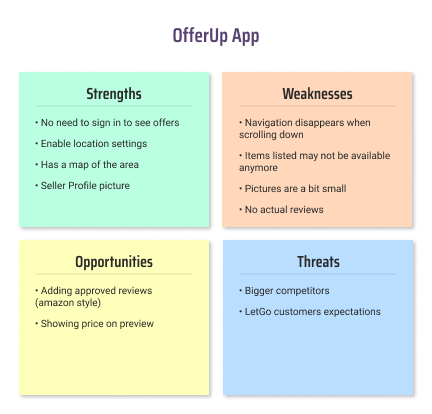 OfferUp App
Strengths
• No need to sign in to see offers
• Enable location settings
• Has a map of the area
• Seller Profile picture
Weaknesses
• Navigation disappears when
scrolling down
• Items listed may not be available
anymore
• Pictures are a bit small
• No actual reviews
Opportunities
• Adding approved reviews
(amazon style)
• Showing price on preview
Threats
• Bigger competitors
• LetGo customers expectations